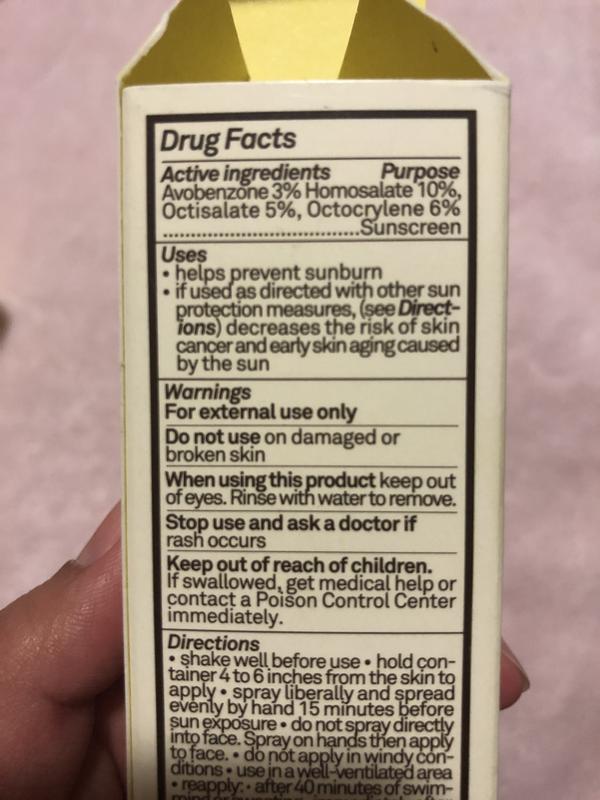 Drug Facts
Active ingredients Purpose
Avobenzone 3% Homosalate 10%,
Octisalate 5%, Octocrylene 6%
....................................Sunscreen
Uses
• helps prevent sunburn
• if used as directed with other sun
protection measures, (see Direct-
ions) decreases the risk of skin
cancer and early skin aging caused
by the sun
Warnings
For external use only
Do not use on damaged or
broken skin
When using this product keep out
of eyes. Rinse with water to remove.
Stop use and ask a doctor if
rash occurs
Keep out of reach of children.
If swallowed, get medical help or
contact a Poison Control Center
immediately.
Directions
• shake well before use • hold con-
tainer 4 to 6 inches from the skin to
apply • spray liberally and spread
evenly by hand 15 minutes before
sun exposure • do not spray directly
into face. Spray on hands then apply
to face. • do not apply in windy con-
ditions • use in a well-ventilated area
• reapply: • after 40 minutes of swim-